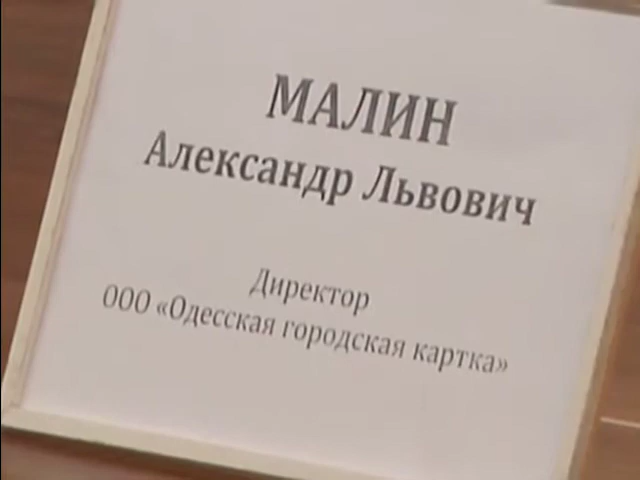 МАЛИН
Александр Львович
Директор
ООО «Одесская городская картка»